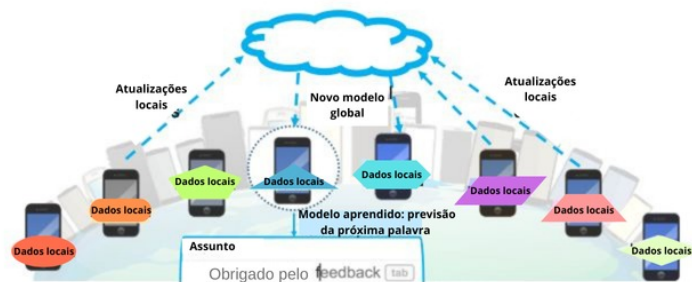 Atualizações
locais
Atualizações
locais
Novo modelo
global
Dados locais
Dados locais
Dados locais
Dados locais
Dados locais
Dados locais
Dados locais
Dados locais
Modelo aprendido: previsão
da próxima palavra
Assunto
Obrigado pelo feedback tab